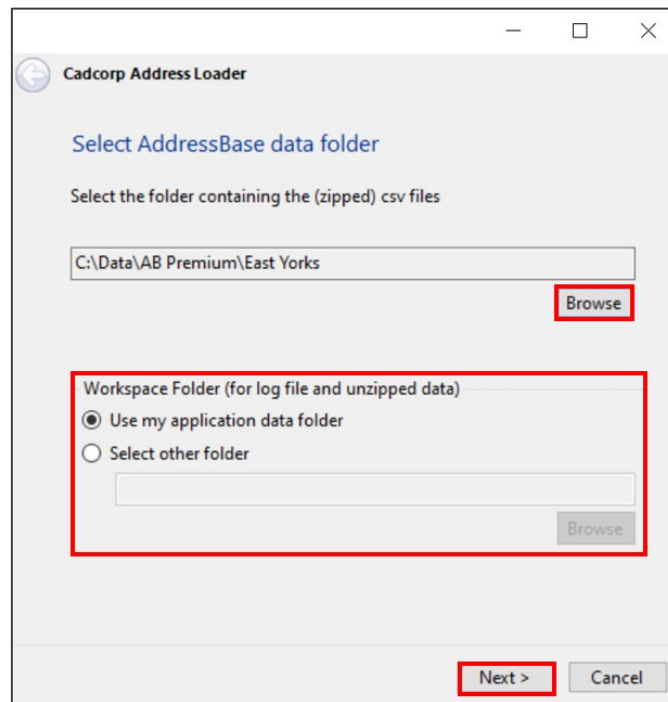 Cadcorp Address Loader
Select AddressBase data folder
Select the folder containing the (zipped) csv files
C:\Data\AB Premium\East Yorks
Browse
Workspace Folder (for log file and unzipped data)
Use my application data folder
Select other folder
Browse
Next >
Cancel